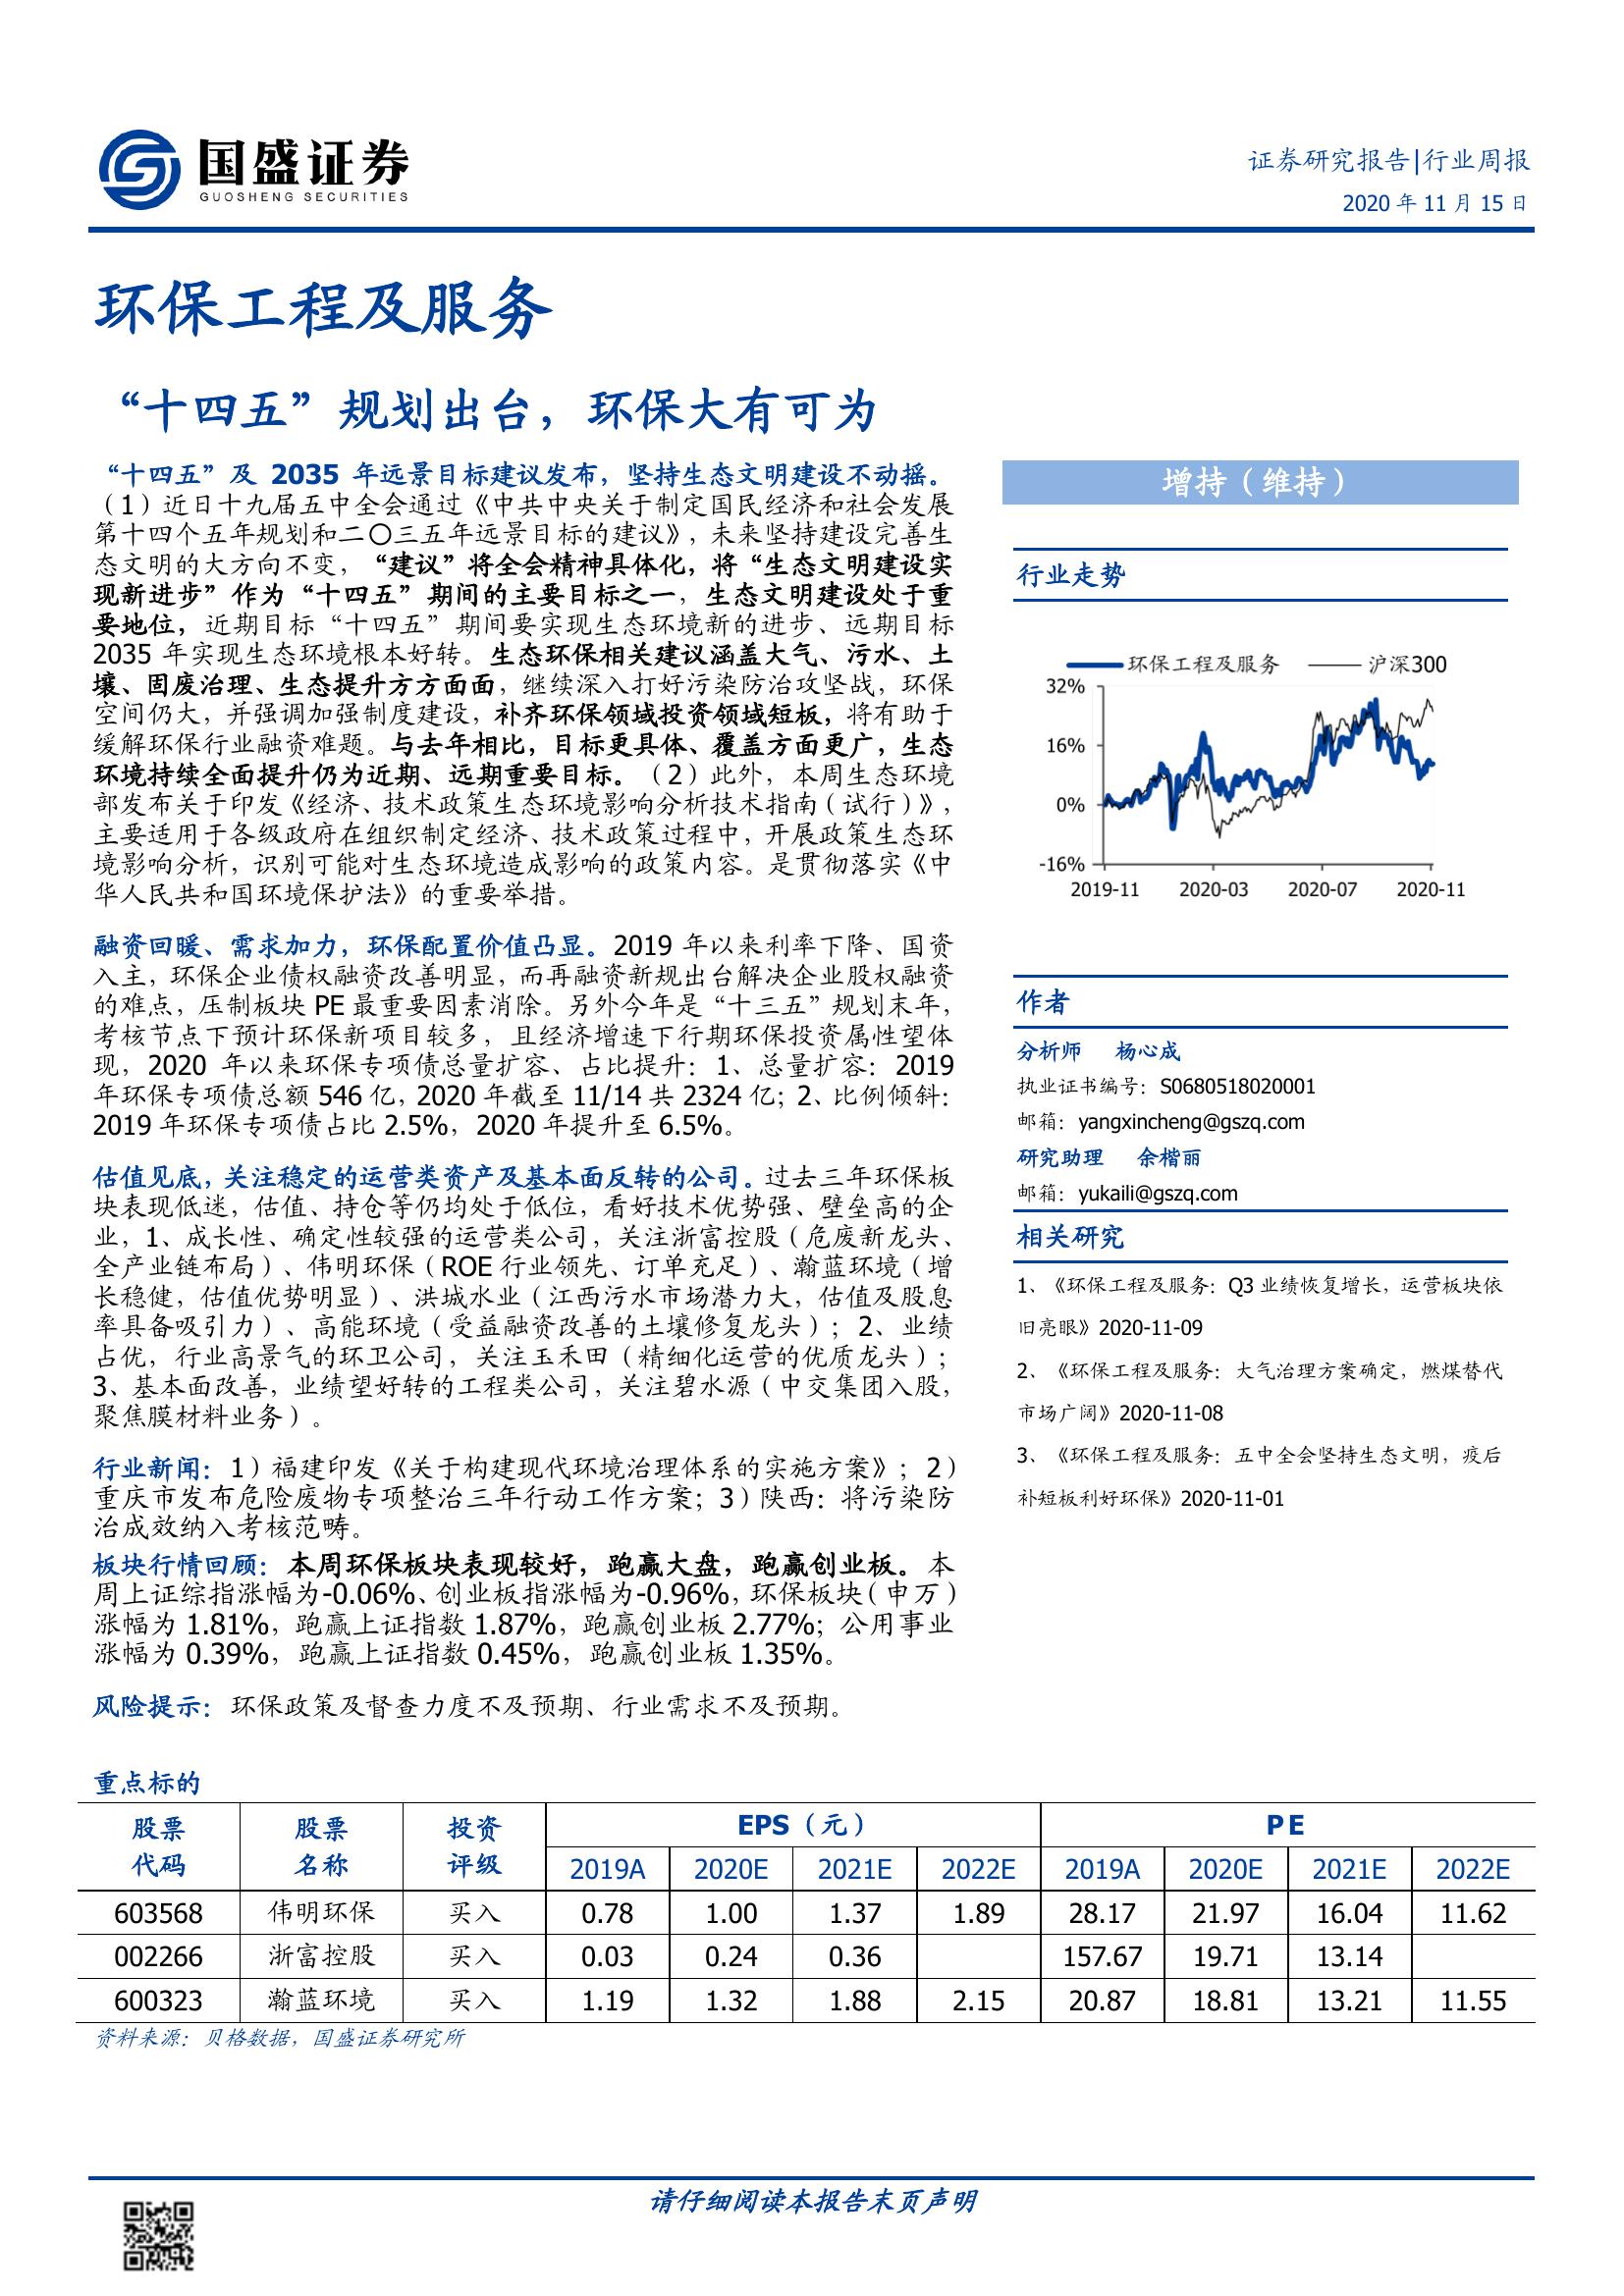 国盛证券
GUOSHENG SECURITIES
证券研究报告|行业周报
2020 年 11 月 15 日
环保工程及服务
“十四五”规划出台，环保大有可为
“十四五”及 2035 年远景目标建议发布，坚持生态文明建设不动摇。
（1）近日十九届五中全会通过《中共中央关于制定国民经济和社会发展
第十四个五年规划和二〇三五年远景目标的建议》，未来坚持建设完善生
态文明的大方向不变，“建议”将全会精神具体化，将“生态文明建设实
现新进步”作为“十四五”期间的主要目标之一，生态文明建设处于重
要地位，近期目标“十四五”期间要实现生态环境新的进步、远期目标
2035 年实现生态环境根本好转。生态环保相关建议涵盖大气、污水、土
壤、固废治理、生态提升方方面面，继续深入打好污染防治攻坚战，环保
空间仍大，并强调加强制度建设，补齐环保领域投资领域短板，将有助于
缓解环保行业融资难题。与去年相比，目标更具体、覆盖方面更广，生态
环境持续全面提升仍为近期、远期重要目标。（2）此外，本周生态环境
部发布关于印发《经济、技术政策生态环境影响分析技术指南（试行）》，
主要适用于各级政府在组织制定经济、技术政策过程中，开展政策生态环
境影响分析，识别可能对生态环境造成影响的政策内容。是贯彻落实《中
华人民共和国环境保护法》的重要举措。
融资回暖、需求加力，环保配置价值凸显。2019 年以来利率下降、国资
入主，环保企业债权融资改善明显，而再融资新规出台解决企业股权融资
的难点，压制板块 PE 最重要因素消除。另外今年是“十三五”规划末年，
考核节点下预计环保新项目较多，且经济增速下行期环保投资属性望体
现，2020 年以来环保专项债总量扩容、占比提升：1、总量扩容：2019
年环保专项债总额 546 亿，2020 年截至 11/14 共 2324 亿；2、比例倾斜：
2019 年环保专项债占比 2.5%，2020 年提升至 6.5%。
估值见底，关注稳定的运营类资产及基本面反转的公司。过去三年环保板
块表现低迷，估值、持仓等仍均处于低位，看好技术优势强、壁垒高的企
业，1、成长性、确定性较强的运营类公司，关注浙富控股（危废新龙头、
全产业链布局）、伟明环保（ROE 行业领先、订单充足）、瀚蓝环境（增
长稳健，估值优势明显）、洪城水业（江西污水市场潜力大，估值及股息
率具备吸引力）、高能环境（受益融资改善的土壤修复龙头）；2、业绩
占优，行业高景气的环卫公司，关注玉禾田（精细化运营的优质龙头）；
3、基本面改善，业绩望好转的工程类公司，关注碧水源（中交集团入股，
聚焦膜材料业务）。
行业新闻：1）福建印发《关于构建现代环境治理体系的实施方案》；2）
重庆市发布危险废物专项整治三年行动工作方案；3）陕西：将污染防
治成效纳入考核范畴。
板块行情回顾：本周环保板块表现较好，跑赢大盘，跑赢创业板。本
周上证综指涨幅为-0.06%、创业板指涨幅为-0.96%，环保板块（申万）
涨幅为 1.81%，跑赢上证指数 1.87%，跑赢创业板 2.77%；公用事业
涨幅为 0.39%，跑赢上证指数 0.45%，跑赢创业板 1.35%。
风险提示：环保政策及督查力度不及预期、行业需求不及预期。
增持（维持）
行业走势
环保工程及服务 沪深300
32%
16%
0%
-16%
2019-11 2020-03 2020-07 2020-11
作者
分析师 杨心成
执业证书编号：S0680518020001
邮箱：yangxincheng@gszq.com
研究助理 余楷丽
邮箱：yukaili@gszq.com
相关研究
1、《环保工程及服务：Q3 业绩恢复增长，运营板块依
旧亮眼》2020-11-09
2、《环保工程及服务：大气治理方案确定，燃煤替代
市场广阔》2020-11-08
3、《环保工程及服务：五中全会坚持生态文明，疫后
补短板利好环保》2020-11-01
重点标的
股票 股票 投资 EPS（元） PE
代码 名称 评级 2019A 2020E 2021E 2022E 2019A 2020E 2021E 2022E
603568 伟明环保 买入 0.78 1.00 1.37 1.89 28.17 21.97 16.04 11.62
002266 浙富控股 买入 0.03 0.24 0.36 157.67 19.71 13.14
600323 瀚蓝环境 买入 1.19 1.32 1.88 2.15 20.87 18.81 13.21 11.55
资料来源：贝格数据，国盛证券研究所
请仔细阅读本报告末页声明